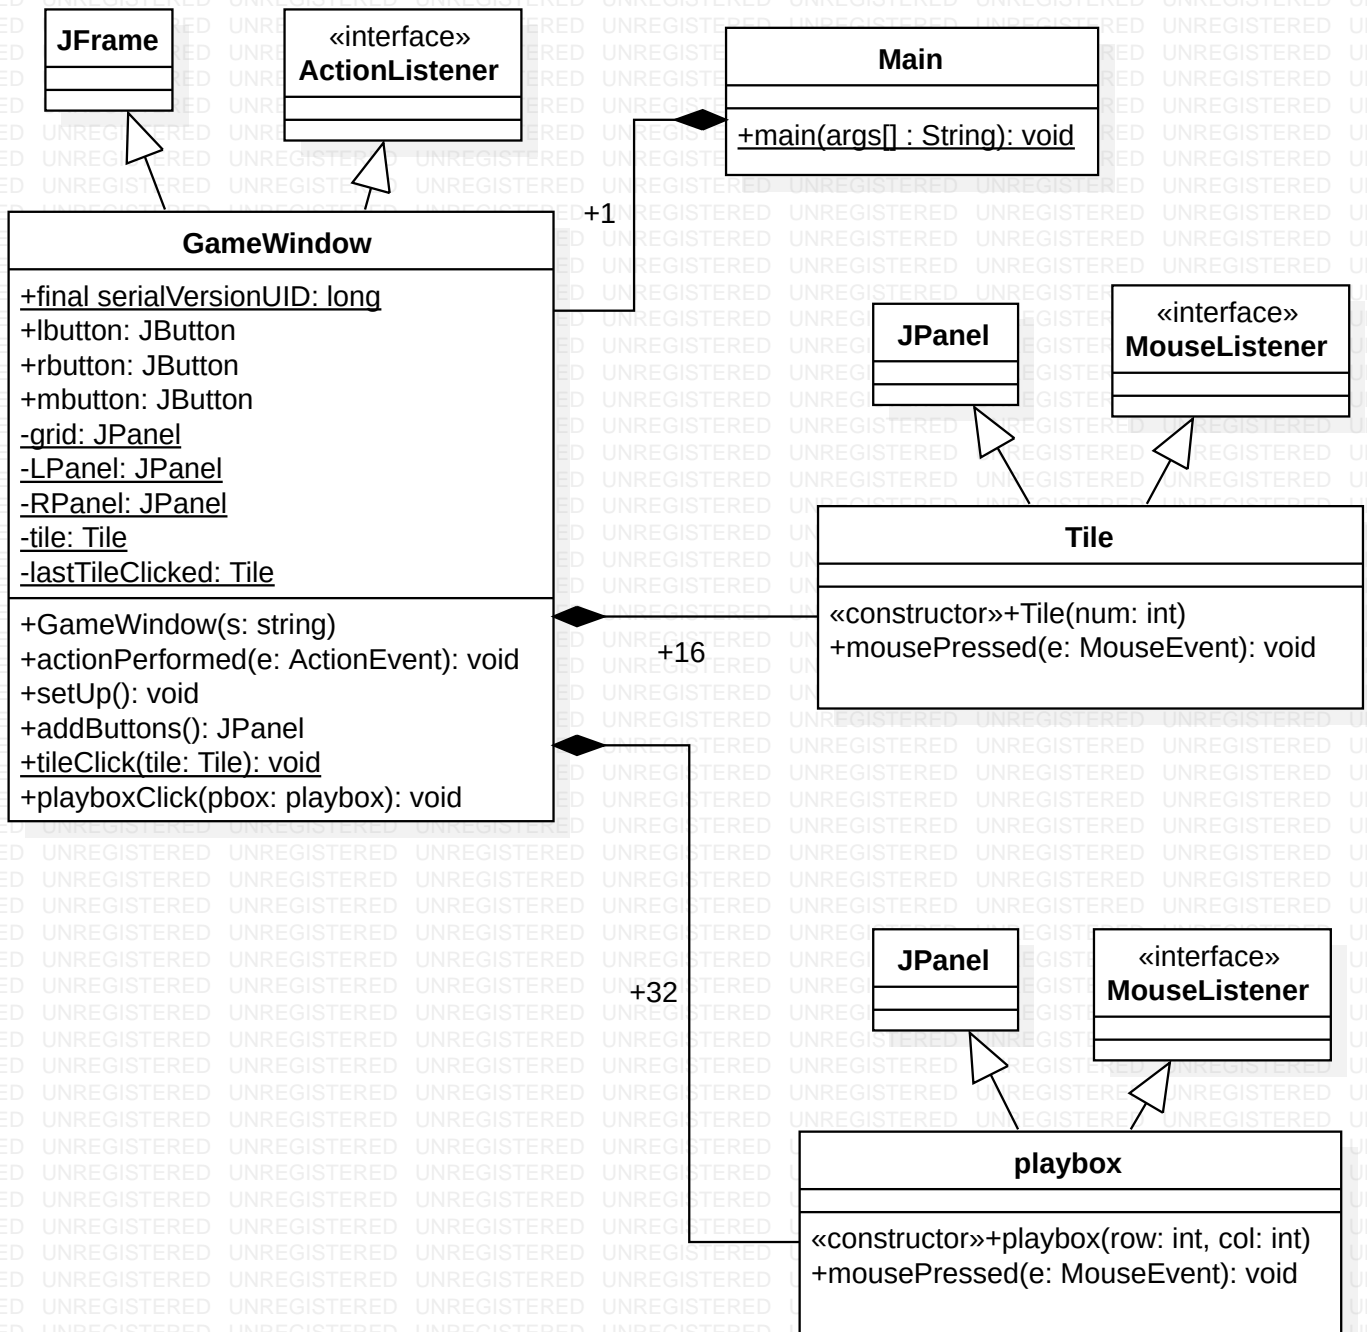 JFrame
«interface»
ActionListener
Main
+main(args[] : String): void
+1
GameWindow
+final serialVersionUID: long
+lbutton: JButton
+rbutton: JButton
+mbutton: JButton
-grid: JPanel
-LPanel: JPanel
-RPanel: JPanel
-tile: Tile
-lastTileClicked: Tile
+GameWindow(s: string)
+actionPerformed(e: ActionEvent): void
+setUp(): void
+addButtons(): JPanel
+tileClick(tile: Tile): void
+playboxClick(pbox: playbox): void
JPanel
«interface»
MouseListener
Tile
«constructor»+Tile(num: int)
+mousePressed(e: MouseEvent): void
+16
+32
JPanel
«interface»
MouseListener
playbox
«constructor»+playbox(row: int, col: int)
+mousePressed(e: MouseEvent): void
UNREGISTERED